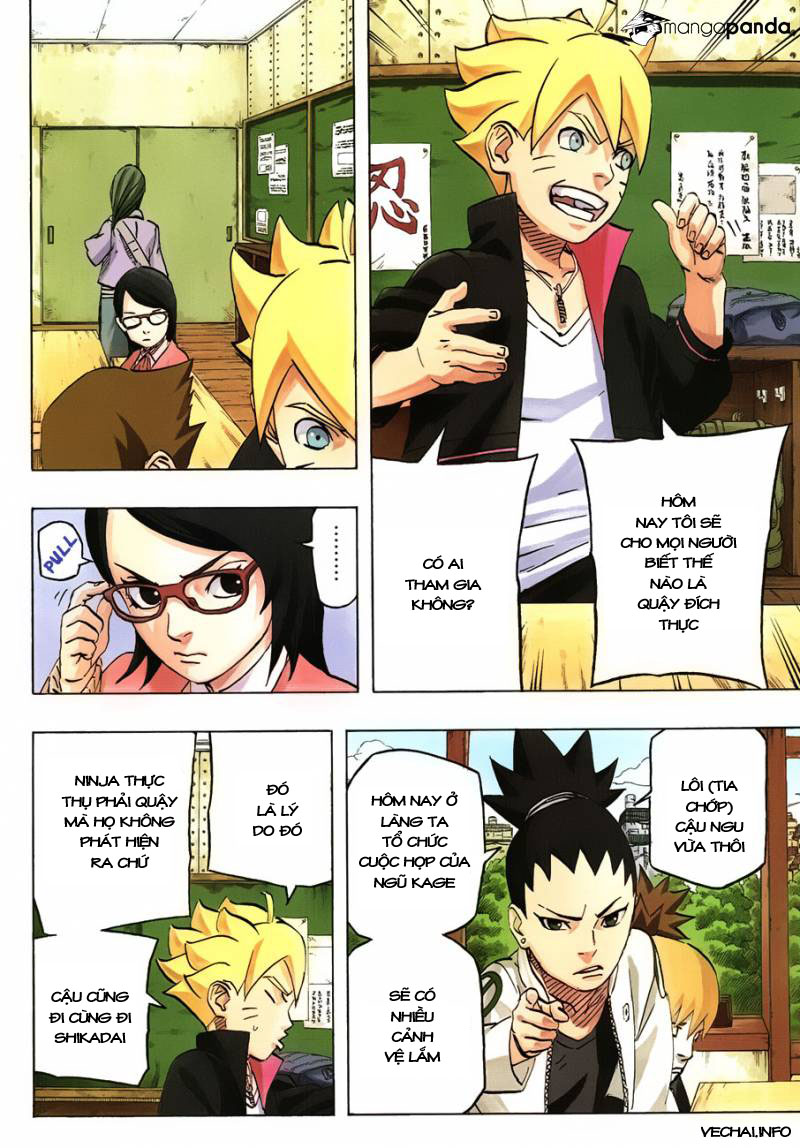 mangapanda
忍
HÔM
NAY TÔI SẼ
CHO MỌI NGƯỜI
BIẾT THẾ
NÀO LÀ
QUẬY ĐÍCH
THỰC
CÓ AI
THAM GIA
KHÔNG?
PULL
.........
LÔI (TIA
CHỚP)
CẬU NGU
VỪA THÔI
HÔM NAY Ở
LÀNG TA
TỔ CHỨC
CUỘC HỌP CỦA
NGŨ KAGE
SẼ CÓ
NHIỀU
CẢNH
VỆ LẮM
ĐÓ
LÀ LÝ
DO ĐÓ
NINJA THỰC
THỤ PHẢI QUẬY
MÀ HỌ KHÔNG
PHÁT HIỆN
RA CHỨ
CẬU CŨNG
ĐI CÙNG ĐI
SHIKADAI
VECHAI.INFO